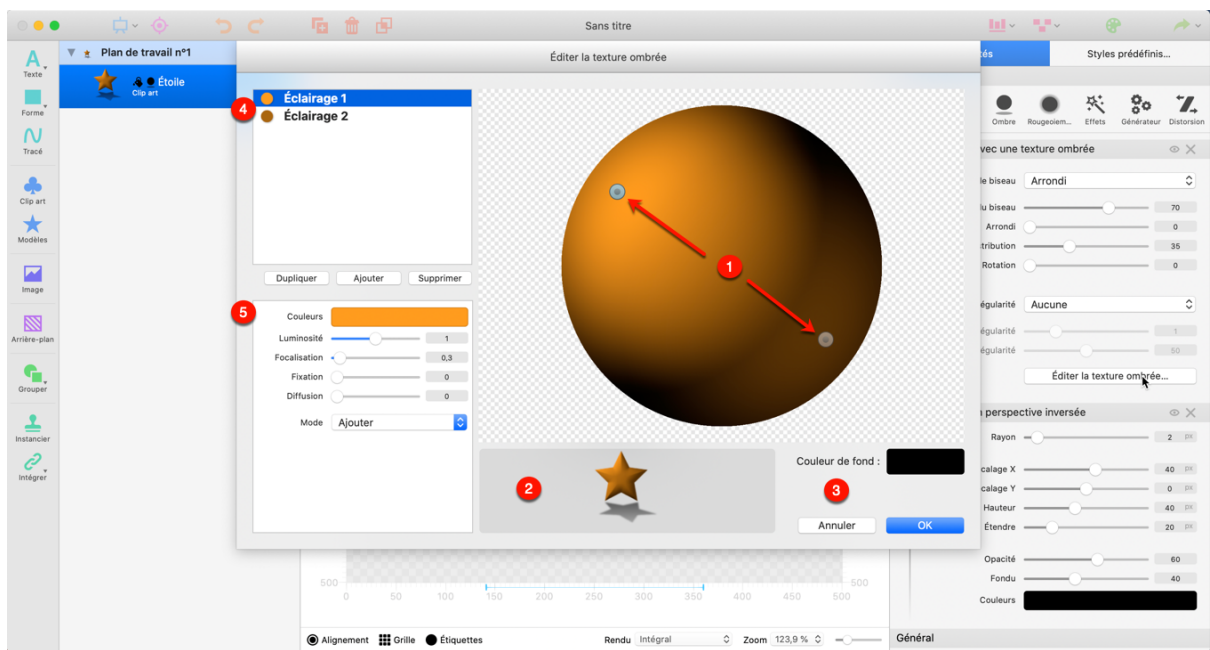 Sans titre
Texte
Forme
Tracé
Clip art
Modèles
Image
Arrière-plan
Grouper
Instancier
Intégrer
Plan de travail nº1
Étoile
Clip art
Éditer la texture ombrée
4
Éclairage 1
Éclairage 2
Dupliquer
Ajouter
Supprimer
5
Couleurs
Luminosité
1
Focalisation
0,3
Fixation
0
Diffusion
0
Mode
Ajouter
1
2
Couleur de fond :
3
Annuler
OK
tés
Styles prédéfinis...
Ombre
Rougeoiem...
Effets
Générateur
Distorsion
vec une texture ombrée
le biseau
Arrondi
u biseau
70
Arrondi
0
tribution
35
Rotation
0
égularité
Aucune
égularité
1
égularité
50
Éditer la texture ombrée...
perspective inversée
Rayon
2 px
calage X
40 px
calage Y
0 px
Hauteur
40 px
Étendre
20 px
Opacité
60
Fondu
40
Couleurs
500
500
0 50 100 150 200 250 300 350 400 450 500
Alignement
Grille
Étiquettes
Rendu
Intégral
Zoom
123,9 %
Général